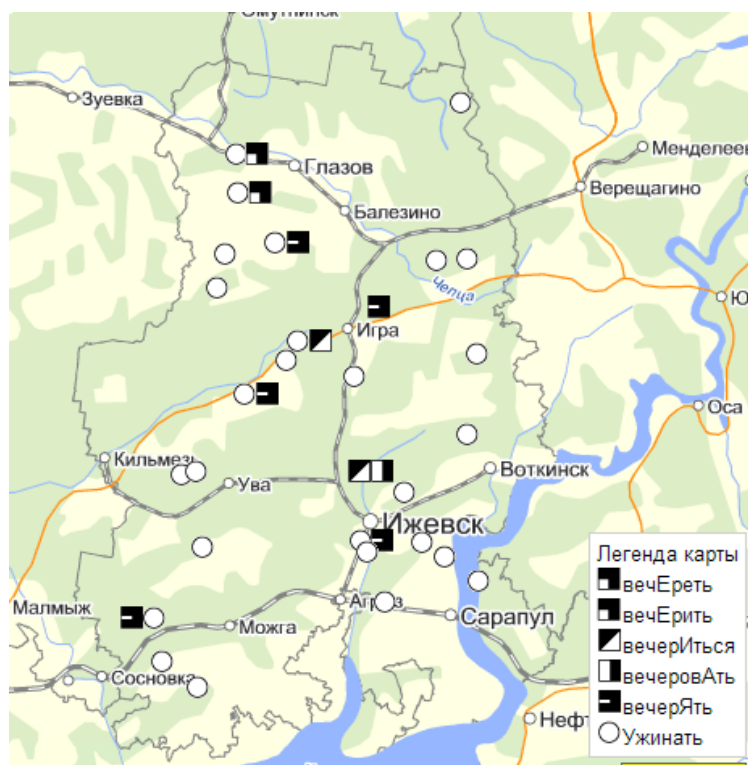 Омутнинск
Зуевка
Менделеев
Глазов
Верещагино
Балезино
Чепца
Игра
Оса
Кильмезь
Воткинск
Ува
Ижевск
Легенда карты
вечЕреть
Малмыж
Агрыз
вечЕрить
Сарапул
Можга
вечерИться
вечеровАть
Сосновка
вечерЯть
Нефт
Ужинать